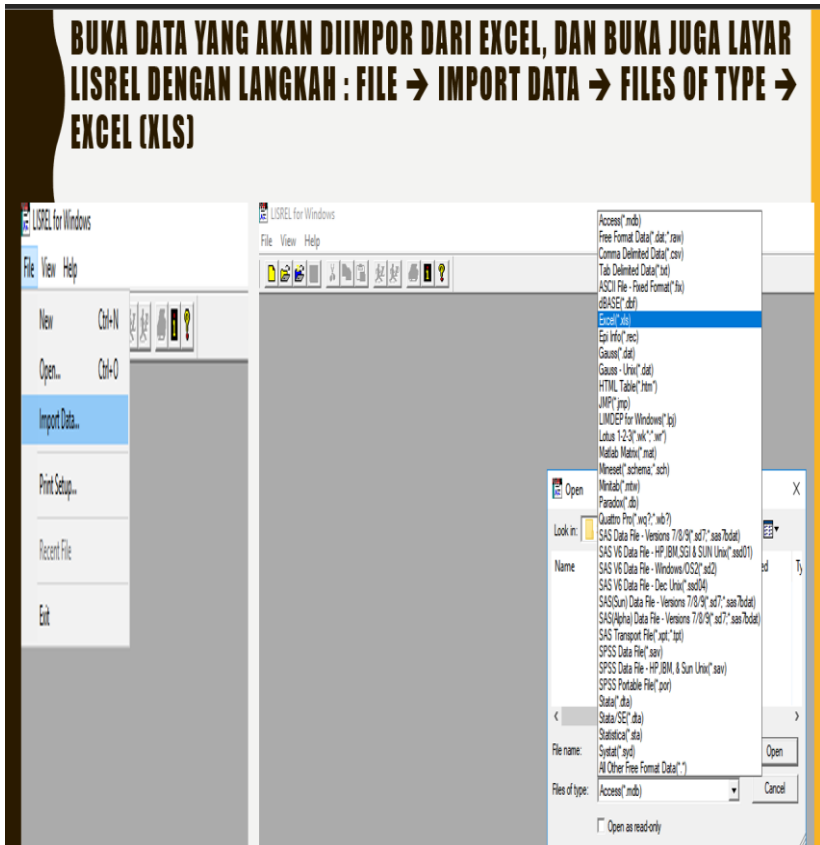 BUKA DATA YANG AKAN DIIMPOR DARI EXCEL, DAN BUKA JUGA LAYAR
LISREL DENGAN LANGKAH : FILE → IMPORT DATA → FILES OF TYPE →
EXCEL (XLS)
LISREL for Windows
File View Help
New Ctrl+N
Open... Ctrl+O
Import Data...
Print Setup...
Recent File
Exit
LISREL for Windows
File View Help
Access(*.mdb)
Free Format Data(*.dat;*.raw)
Comma Delimited Data(*.csv)
Tab Delimited Data(*.txt)
ASCII File - Fixed Format(*.fix)
dBASE(*.dbf)
Excel(*.xls)
Epi Info(*.rec)
Gauss(*.dat)
Gauss - Unix(*.dat)
HTML Table(*.htm*)
JMP(*.jmp)
LIMDEP for Windows(*.lpj)
Lotus 1-2-3(*.wk*;*.wr*)
Matlab Matrix(*.mat)
Mineset(*.schema;*.sch)
Minitab(*.mtw)
Paradox(*.db)
Quattro Pro(*.wq?;*.wb?)
SAS Data File - Versions 7/8/9(*.sd7;*.sas7bdat)
SAS V6 Data File - HP,IBM,SGI & SUN Unix(*.ssd01)
SAS V6 Data File - Windows/OS2(*.sd2)
SAS V6 Data File - Dec Unix(*.ssd04)
SAS(Sun) Data File - Versions 7/8/9(*.sd7;*.sas7bdat)
SAS(Alpha) Data File - Versions 7/8/9(*.sd7;*.sas7bdat)
SAS Transport File(*.xpt;*.tpt)
SPSS Data File(*.sav)
SPSS Data File - HP,IBM, & Sun Unix(*.sav)
SPSS Portable File(*.por)
Stata(*.dta)
Stata/SE(*.dta)
Statistica(*.sta)
Systat(*.syd)
All Other Free Format Data(*.*)
Open
Look in:
Name
ed Ty
File name: Open
Files of type: Access(*.mdb) Cancel
Open as read-only